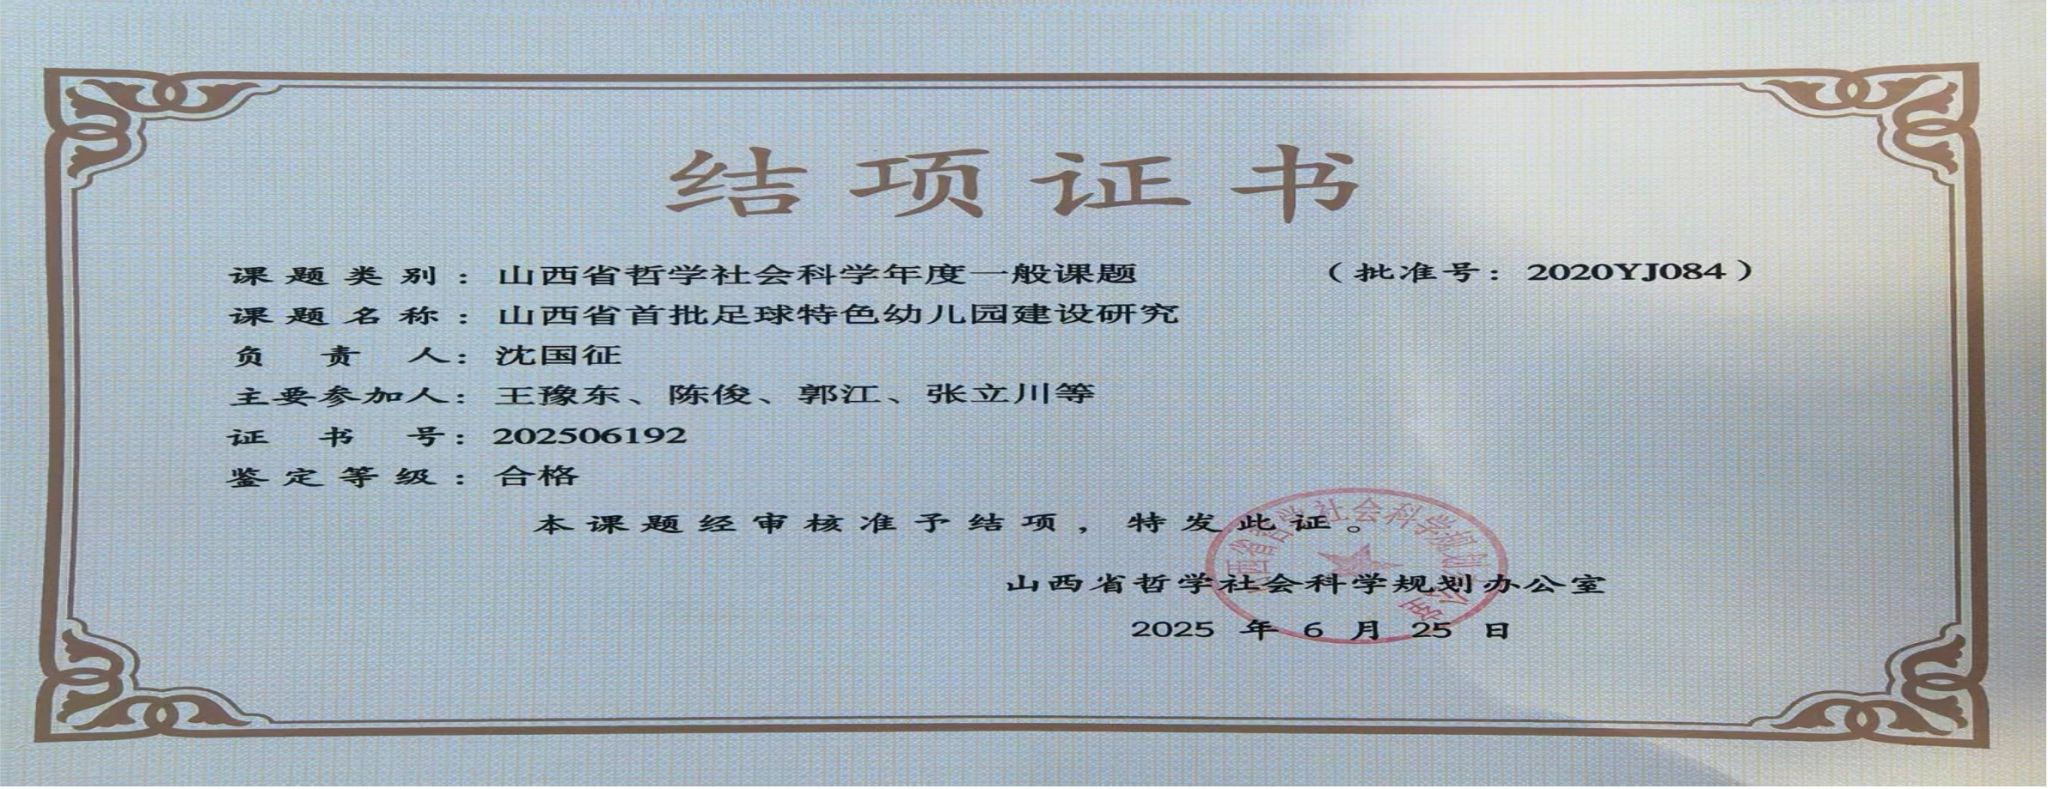 结项证书
课题类别：山西省哲学社会科学年度一般课题 （批准号：2020YJ084）
课题名称：山西省首批足球特色幼儿园建设研究
负责人：沈国征
主要参加人：王豫东、陈俊、郭江、张立川等
证书号：202506192
鉴定等级：合格
本课题经审核准予结项，特发此证。
山西省哲学社会科学规划办公室
2025 年 6 月 25 日